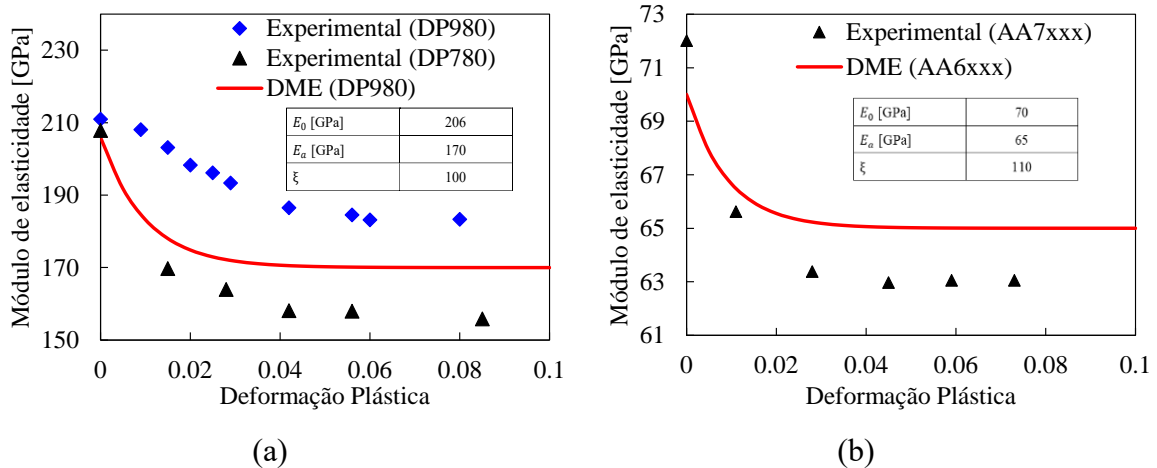 Módulo de elasticidade [GPa]
230
210
190
170
150
Experimental (DP980)
Experimental (DP780)
DME (DP980)
E₀ [GPa] 206
Eₐ [GPa] 170
ξ 100
0 0.02 0.04 0.06 0.08 0.1
Deformação Plástica
(a)
Módulo de elasticidade [GPa]
73
71
69
67
65
63
61
Experimental (AA7xxx)
DME (AA6xxx)
E₀ [GPa] 70
Eₐ [GPa] 65
ξ 110
0 0.02 0.04 0.06 0.08 0.1
Deformação Plástica
(b)